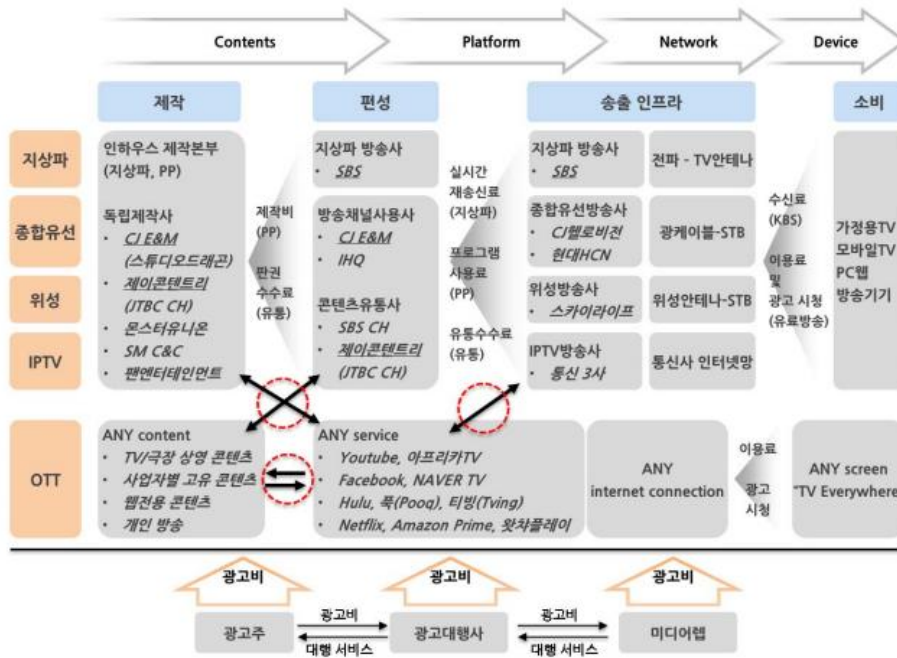 Contents
Platform
Network
Device
제작
편성
송출 인프라
소비
지상파
종합유선
위성
IPTV
OTT
인하우스 제작본부
(지상파, PP)
독립제작사
• CJ E&M
(스튜디오드래곤)
• 제이콘텐트리
(JTBC CH)
• 몬스터유니온
• SM C&C
• 팬엔터테인먼트
제작비
(PP)
판권
수수료
(유통)
지상파 방송사
• SBS
방송채널사용사
• CJ E&M
• IHQ
콘텐츠유통사
• SBS CH
• 제이콘텐트리
(JTBC CH)
실시간
재송신료
(지상파)
프로그램
사용료
(PP)
유통수수료
(유통)
지상파 방송사
• SBS
종합유선방송사
• CJ헬로비전
• 현대HCN
위성방송사
• 스카이라이프
IPTV방송사
• 통신 3사
전파 - TV안테나
광케이블-STB
위성안테나-STB
통신사 인터넷망
수신료
(KBS)
이용료
및
광고 시청
(유료방송)
가정용TV
모바일TV
PC웹
방송기기
ANY content
• TV/극장 상영 콘텐츠
• 사업자별 고유 콘텐츠
• 웹전용 콘텐츠
• 개인 방송
ANY service
• Youtube, 아프리카TV
• Facebook, NAVER TV
• Hulu, 푹(Pooq), 티빙(Tving)
• Netflix, Amazon Prime, 왓챠플레이
ANY
internet connection
이용료
광고
시청
ANY screen
"TV Everywhere
광고비
광고비
광고비
광고주
광고비
대행 서비스
광고대행사
광고비
대행 서비스
미디어렙